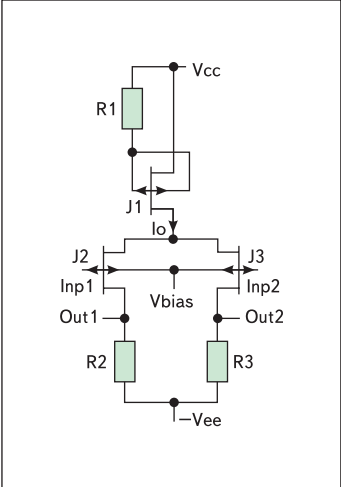 Vcc
R1
J1
Io
J2
J3
Inp1
Inp2
Vbias
Out1
Out2
R2
R3
−Vee